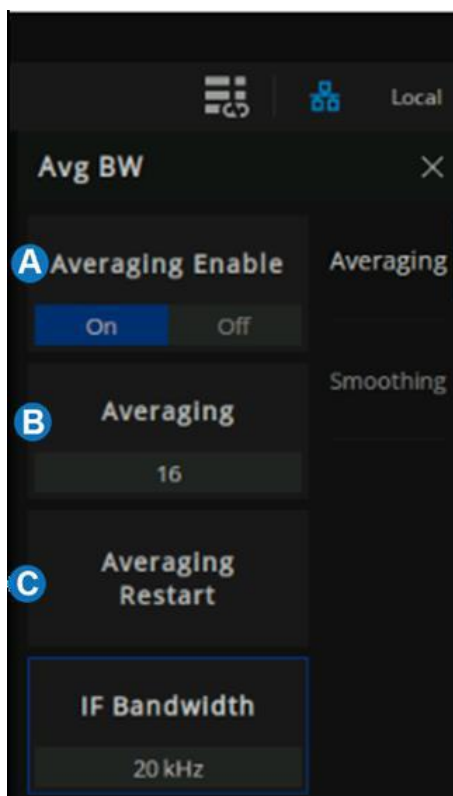 Local
Avg BW
A Averaging Enable
Averaging
On Off
Smoothing
B Averaging
16
C Averaging
Restart
IF Bandwidth
20 kHz